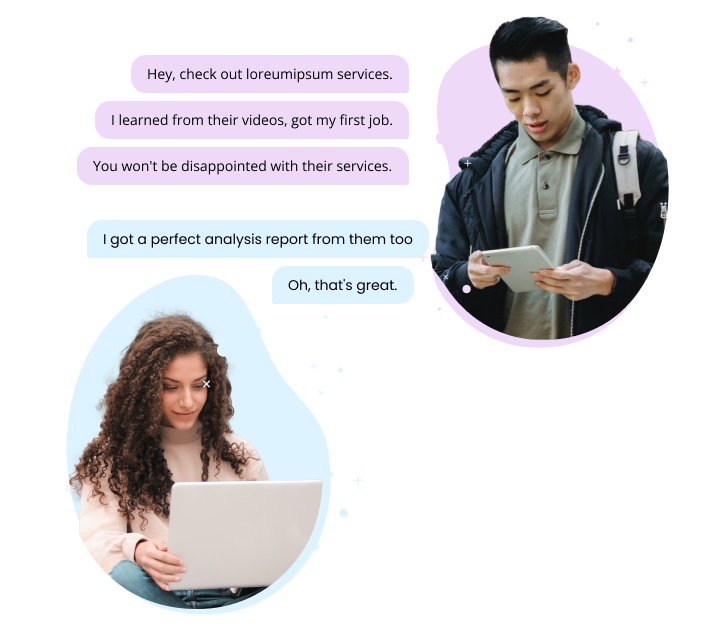 Hey, check out loreumipsum services.
I learned from their videos, got my first job.
You won't be disappointed with their services.
I got a perfect analysis report from them too
Oh, that's great.